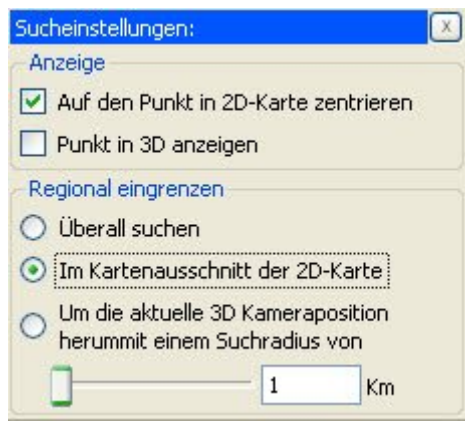 Sucheinstellungen:
Anzeige
Auf den Punkt in 2D-Karte zentrieren
Punkt in 3D anzeigen
Regional eingrenzen
Überall suchen
Im Kartenausschnitt der 2D-Karte
Um die aktuelle 3D Kameraposition
herummit einem Suchradius von
1 Km